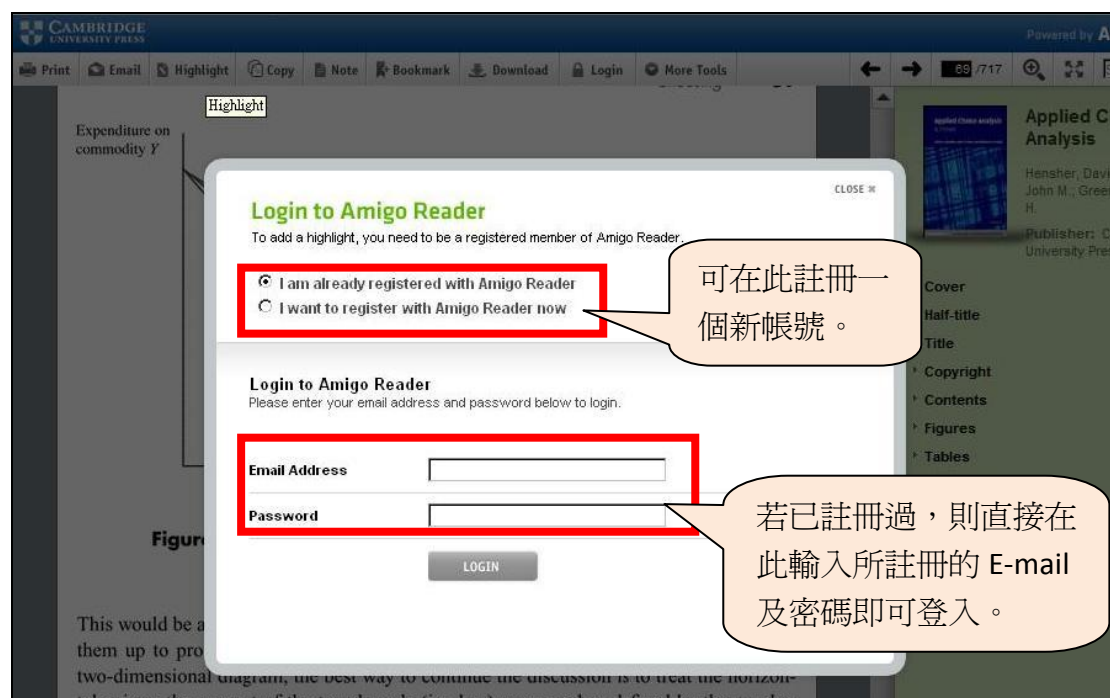 CAMBRIDGE
UNIVERSITY PRESS
Powered by A
Print Email Highlight Copy Note Bookmark Download Login More Tools 69 /717
Highlight
Expenditure on
commodity Y
Applied C
Analysis
Hensher, Davi
John M.; Gree
H.
Publisher: C
University Pre
CLOSE
Login to Amigo Reader
To add a highlight, you need to be a registered member of Amigo Reader.
I am already registered with Amigo Reader
I want to register with Amigo Reader now
可在此註冊一
個新帳號。
Cover
Half-title
Title
Copyright
Contents
Figures
Tables
Login to Amigo Reader
Please enter your email address and password below to login.
Email Address
Password
LOGIN
若已註冊過,則直接在
此輸入所註冊的 E-mail
及密碼即可登入。
Figur
This would be a
them up to pro
two-dimensional diagram, the best way to continue the discussion is to treat the horizon-